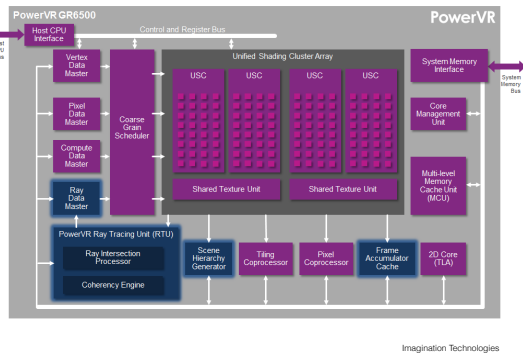 PowerVR GR6500
PowerVR
Host CPU
Interface
Control and Register Bus
Vertex
Data
Master
Pixel
Data
Master
Compute
Data
Master
Ray
Data
Master
Coarse
Grain
Scheduler
Unified Shading Cluster Array
USC
USC
USC
USC
Shared Texture Unit
Shared Texture Unit
System Memory
Interface
System
Memory
Bus
Core
Management
Unit
Multi-level
Memory
Cache Unit
(MCU)
PowerVR Ray Tracing Unit (RTU)
Ray Intersection
Processor
Coherency Engine
Scene
Hierarchy
Generator
Tiling
Coprocessor
Pixel
Coprocessor
Frame
Accumulator
Cache
2D Core
(TLA)
Imagination Technologies